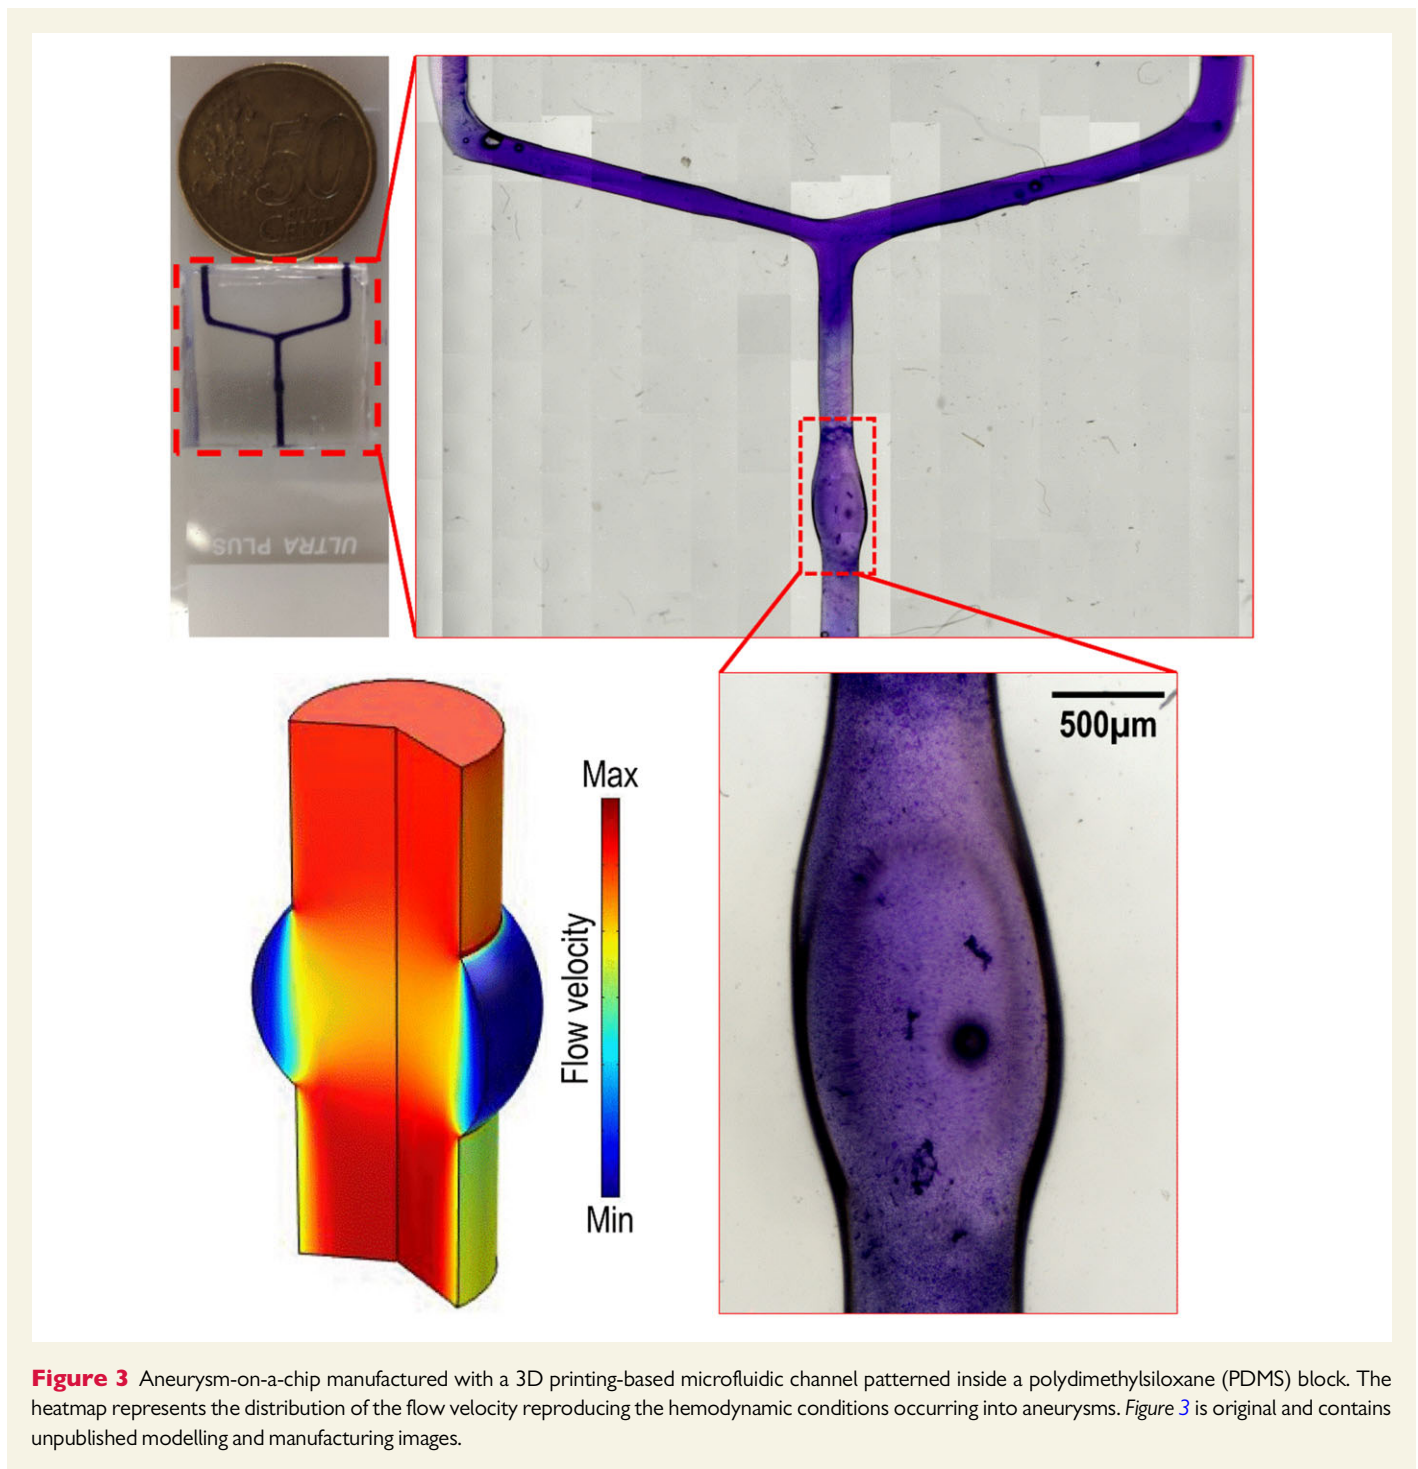 50
CENT
ULTRA PLUS
500µm
Max
Flow velocity
Min
Figure 3 Aneurysm-on-a-chip manufactured with a 3D printing-based microfluidic channel patterned inside a polydimethylsiloxane (PDMS) block. The
heatmap represents the distribution of the flow velocity reproducing the hemodynamic conditions occurring into aneurysms. Figure 3 is original and contains
unpublished modelling and manufacturing images.